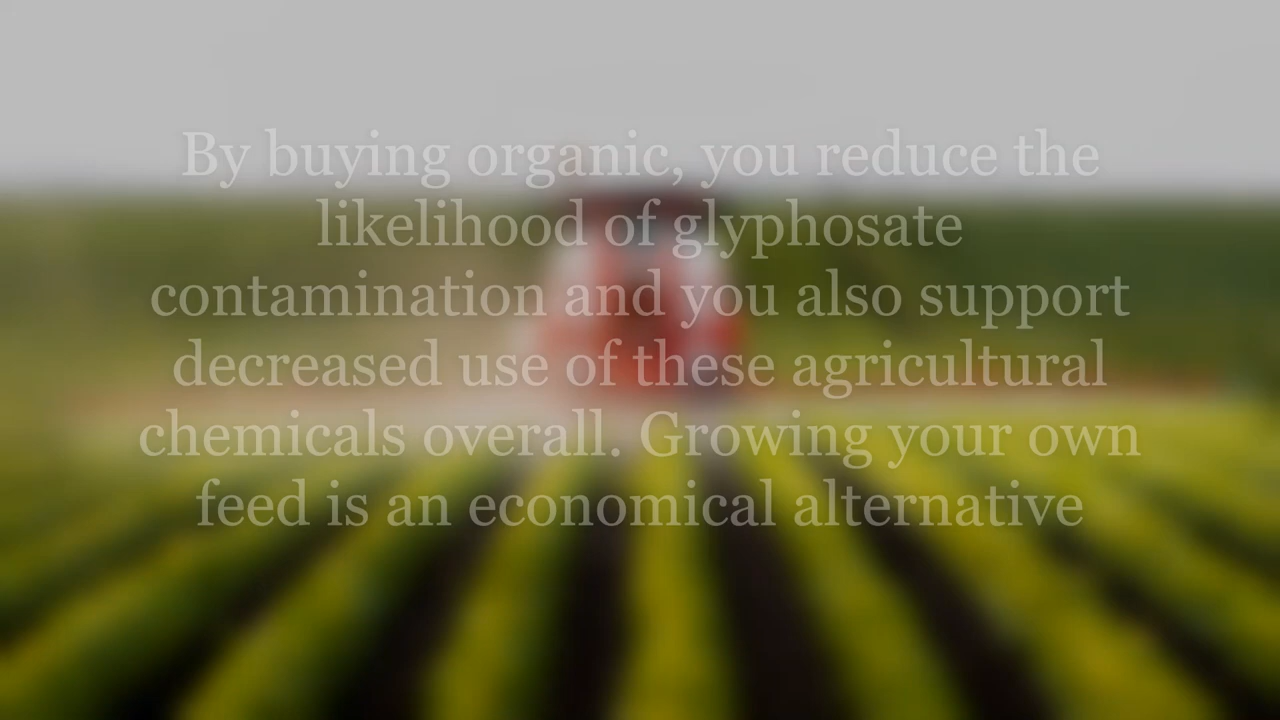 By buying organic, you reduce the
likelihood of glyphosate
contamination and you also support
decreased use of these agricultural
chemicals overall. Growing your own
feed is an economical alternative